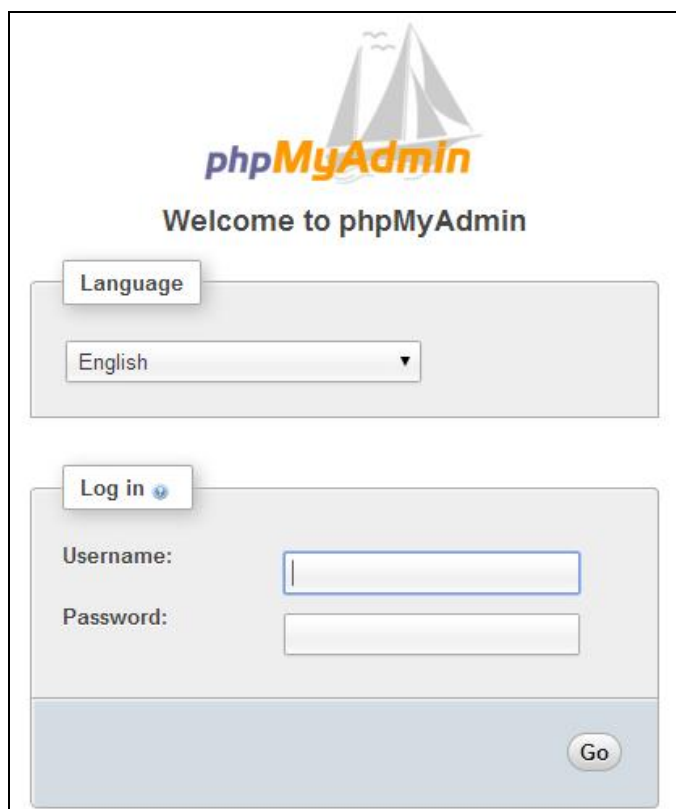 phpMyAdmin
Welcome to phpMyAdmin
Language
English
Log in
Username:
Password:
Go